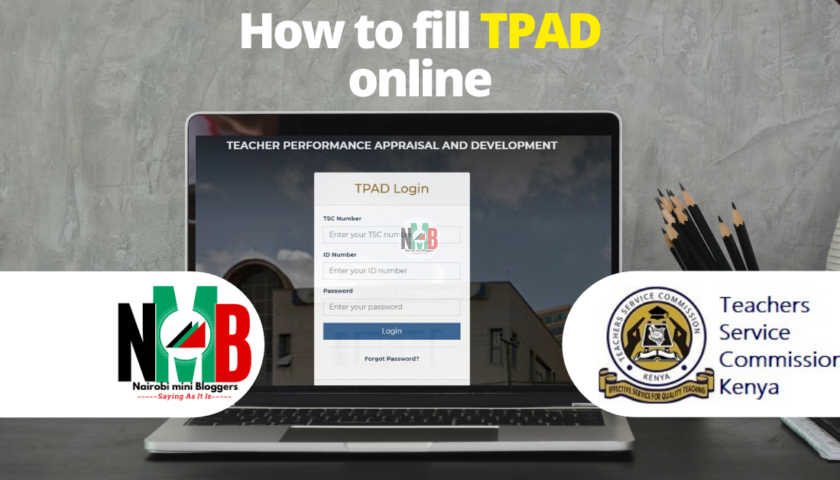 How to fill TPAD
online
TEACHER PERFORMANCE APPRAISAL AND DEVELOPMENT
TPAD Login
TSC Number
Enter your TSC num
NMB
ID Number
Enter your ID number
Password
Enter your password
Login
Forgot Password?
NMB
Nairobi mini Bloggers
-----Saying As It Is-----
TEACHERS SERVICE COMMISSION
KENYA
EFFECTIVE SERVICE FOR QUALITY TEACHING
Teachers
Service
Commission
Kenya